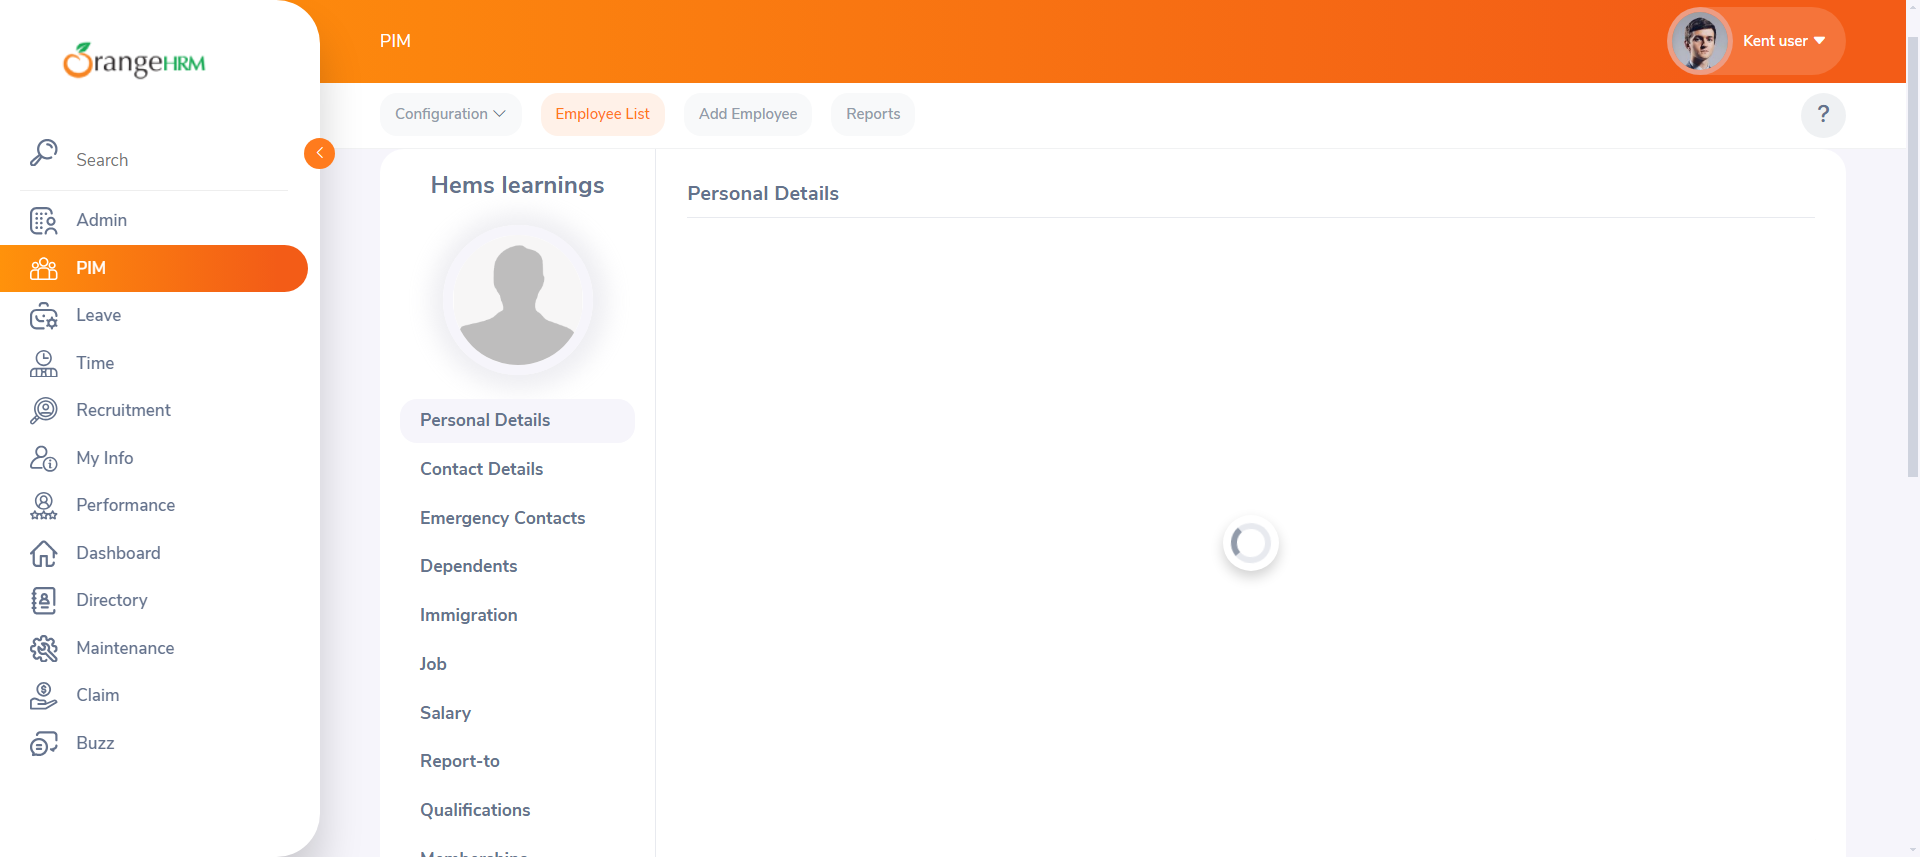 OrangeHRM
PIM
Kent user
Configuration
Employee List
Add Employee
Reports
?
Search
Admin
PIM
Leave
Time
Recruitment
My Info
Performance
Dashboard
Directory
Maintenance
Claim
Buzz
Hems learnings
Personal Details
Contact Details
Emergency Contacts
Dependents
Immigration
Job
Salary
Report-to
Qualifications
Memberships
Personal Details